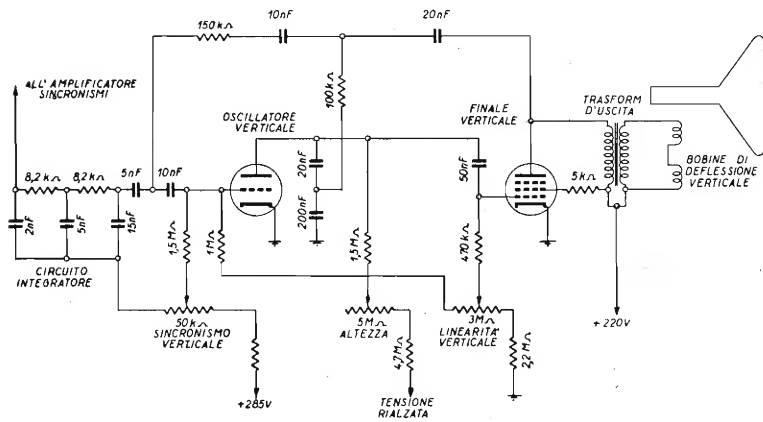 150kΩ
10nF
20nF
ALL'AMPLIFICATORE
SINCRONISMI
100kΩ
OSCILLATORE
VERTICALE
FINALE
VERTICALE
TRASFORM
D'USCITA
8,2kΩ
8,2kΩ
5nF
10nF
20nF
50nF
5kΩ
BOBINE DI
DEFLESSIONE
VERTICALE
2nF
5nF
15nF
200nF
1,5MΩ
1MΩ
1,5MΩ
470kΩ
CIRCUITO
INTEGRATORE
50kΩ
SINCRONISMO
VERTICALE
5MΩ
ALTEZZA
3MΩ
LINEARITÀ
VERTICALE
+220V
4,7MΩ
2,2MΩ
+285V
TENSIONE
RIALZATA